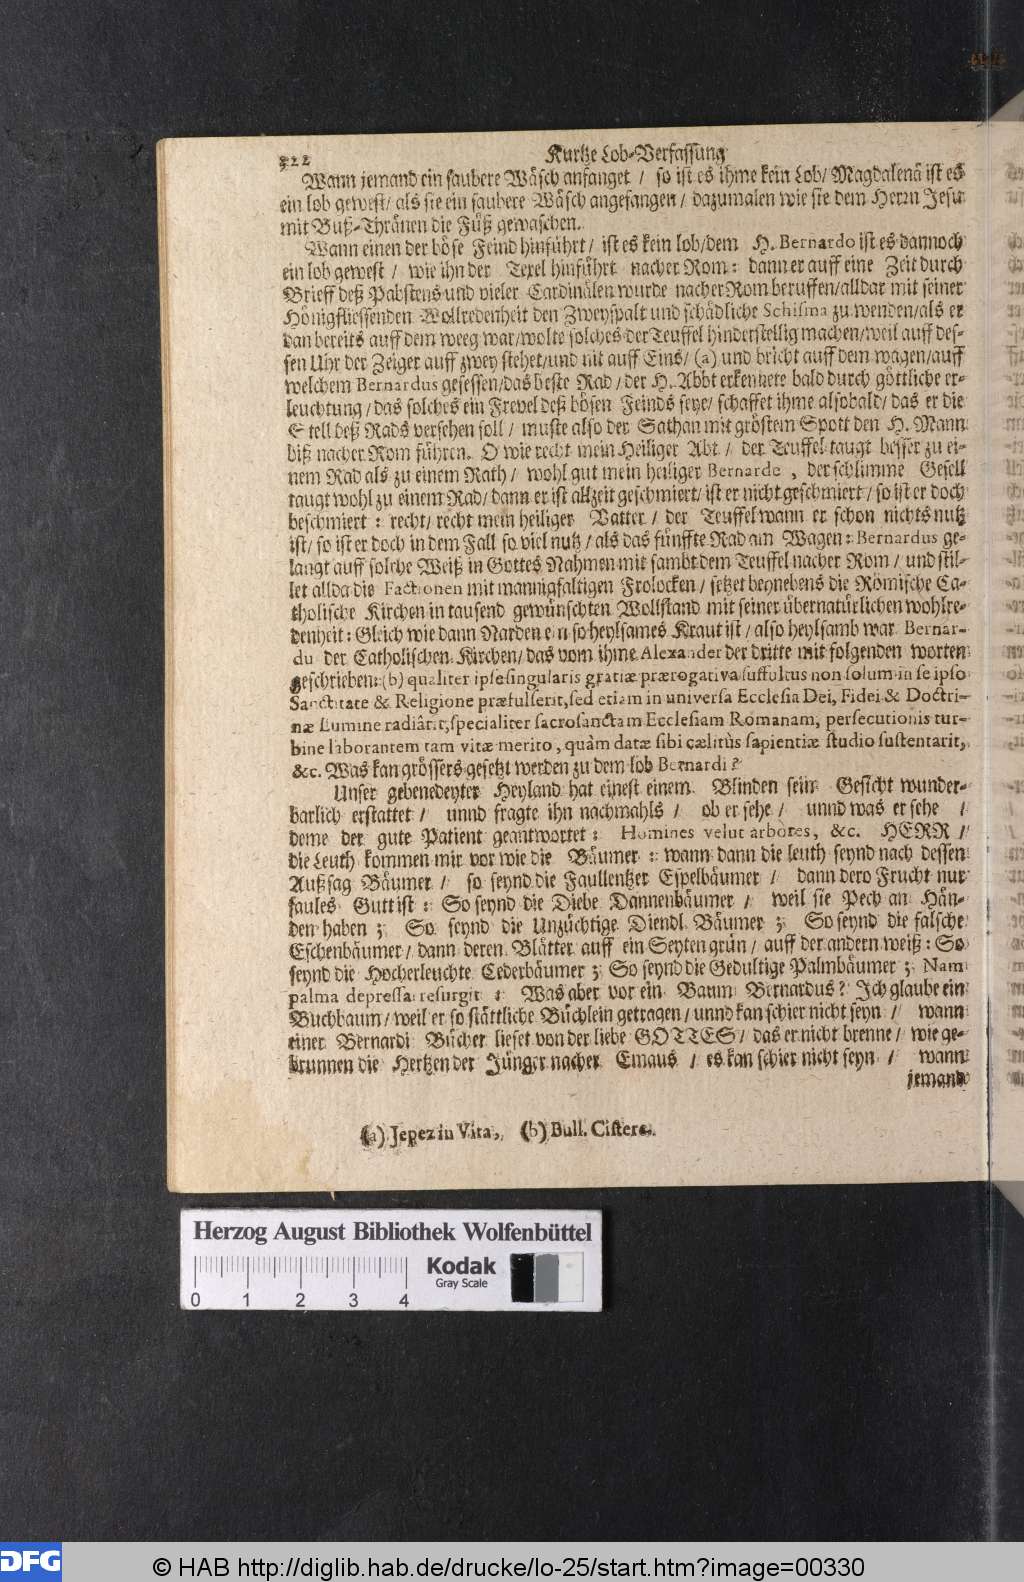 322 Kurtze Lob-Verfassung
Wann jemand ein saubere Wäsch anfanget / so ist es ihme kein Lob / Magdalenä ist es
ein lob gewest / als sie ein saubere Wäsch angefangen / dazumalen wie sie dem Herrn Jesu
mit Buß-Thränen die Füß gewaschen.
Wann einen der böse Feind hinführt / ist es kein lob / dem H. Bernardo ist es dannoch
ein lob gewest / wie ihn der Texel hinführt nacher Rom : dann er auff eine Zeit durch
Brieff deß Pabstens und vieler Cardinälen wurde nacher Rom beruffen / alldar mit seiner
Hönigfliessenden Wollredenheit den Zweyspalt und schädliche Schisma zu wenden / als er
dan bereits auff dem weeg war / wolte solches der Teuffel hinderstellig machen / weil auff des-
sen Uhr der Zeiger auff zwey stehet / und nit auff Eins / (a) und bricht auff dem wagen / auff
welchem Bernardus gesessen / das beste Rad / der H. Abbt erkennete bald durch göttliche er-
leuchtung / das solches ein Frevel deß bösen Feinds seye / schaffet ihme alsobald / das er die
Stell deß Rads versehen soll / muste also der Sathan mit gröstem Spott den H. Mann
biß nacher Rom führen. O wie recht mein Heiliger Abt / der Teuffel taugt besser zu ei-
nem Rad als zu einem Rath / wohl gut mein heiliger Bernarde , der schlimme Gesell
taugt wohl zu einem Rad / dann er ist allzeit geschmiert / ist er nicht geschmiert / so ist er doch
beschmiert : recht / recht mein heiliger Vatter / der Teuffel wann er schon nichts nutz
ist / so ist er doch in dem Fall so viel nutz / als das fünffte Rad am Wagen : Bernardus ge-
langt auff solche Weiß in Gottes Nahmen mit sambt dem Teuffel nacher Rom / und stil-
let allda die Factionen mit mannigfaltigen Frolocken / setzet beynebens die Römische Ca-
tholische Kirchen in tausend gewünschten Wollstand mit seiner übernatürlichen wohlre-
denheit : Gleich wie dann Narden ein so heylsames Kraut ist / also heylsamb war Bernar-
du der Catholischen Kirchen / das vom ihme Alexander der dritte mit folgenden worten
geschrieben : (b) qualiter ipse singularis gratiæ prærogativa suffultus non solum in se ipso
Sanctitate & Religione præfulserit, sed etiam in universa Ecclesia Dei, Fidei & Doctri-
næ Lumine radiârit, specialiter sacrosanctam Ecclesiam Romanam, persecutionis tur-
bine laborantem tam vitæ merito, quàm datæ sibi cælitùs sapientiæ studio sustentarit,
&c. Was kan grössers gesetzt werden zu dem lob Bernardi ?
Unser gebenedeyter Heyland hat einest einem Blinden sein Gesicht wunder-
barlich erstattet / unnd fragte ihn nachmahls / ob er sehe / unnd was er sehe /
deme der gute Patient geantwortet : Homines velut arbores, &c. HERR /
die Leuth kommen mir vor wie die Bäumer : wann dann die leuth seynd nach dessen
Außsag Bäumer / so seynd die Faullentzer Espelbäumer / dann dero Frucht nur
faules Gutt ist : So seynd die Diebe Dannenbäumer / weil sie Pech an Hän-
den haben ; So seynd die Unzüchtige Diendl Bäumer ; So seynd die falsche
Eschenbäumer / dann deren Blätter auff ein Seyten grün / auff der andern weiß : So
seynd die Hocherleuchte Cederbäumer ; So seynd die Gedultige Palmbäumer ; Nam
palma depressa resurgit : Was aber vor ein Baum Bernardus ? Ich glaube ein
Buchbaum / weil er so stättliche Büchlein getragen / unnd kan schier nicht seyn / wann
einer Bernardi Bücher lieset von der liebe GOTTES / das er nicht brenne / wie ge-
brunnen die Hertzen der Jünger nacher Emaus / es kan schier nicht seyn / wann
jemand
(a) Jepez in Vita, (b) Bull. Cisterc.
Herzog August Bibliothek Wolfenbüttel
Kodak
Gray Scale
0 1 2 3 4
DFG © HAB http://diglib.hab.de/drucke/lo-25/start.htm?image=00330